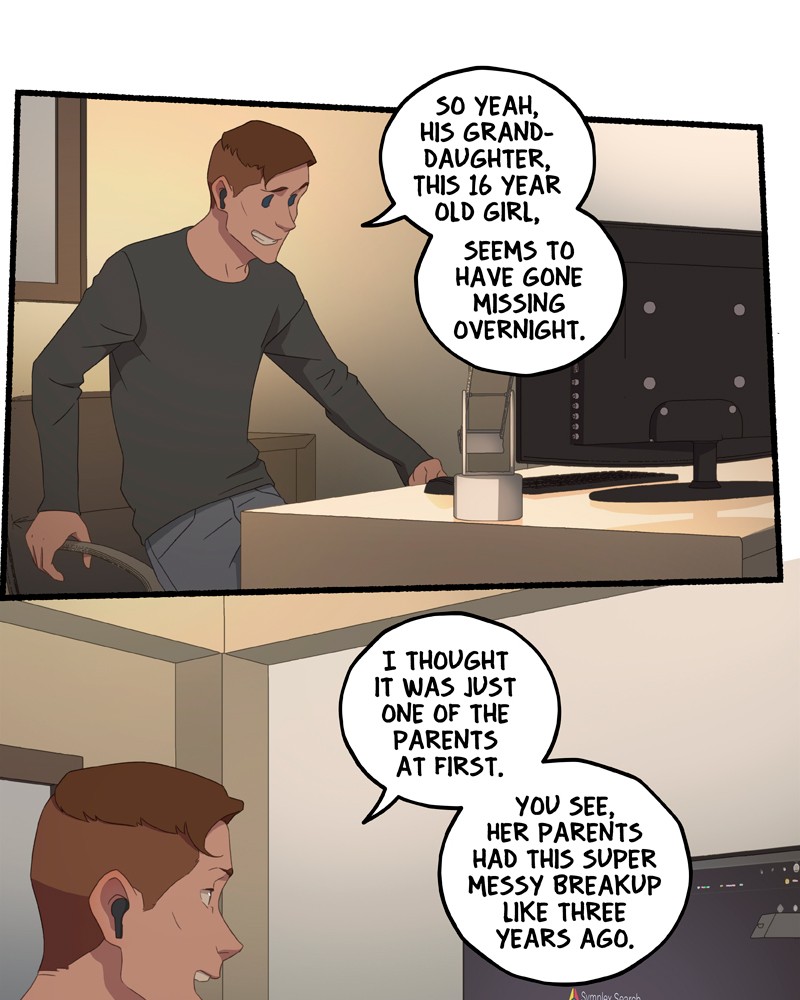 SO YEAH,
HIS GRAND-
DAUGHTER,
THIS 16 YEAR
OLD GIRL,
SEEMS TO
HAVE GONE
MISSING
OVERNIGHT.
I THOUGHT
IT WAS JUST
ONE OF THE
PARENTS
AT FIRST.
YOU SEE,
HER PARENTS
HAD THIS SUPER
MESSY BREAKUP
LIKE THREE
YEARS AGO.
Symplex Search